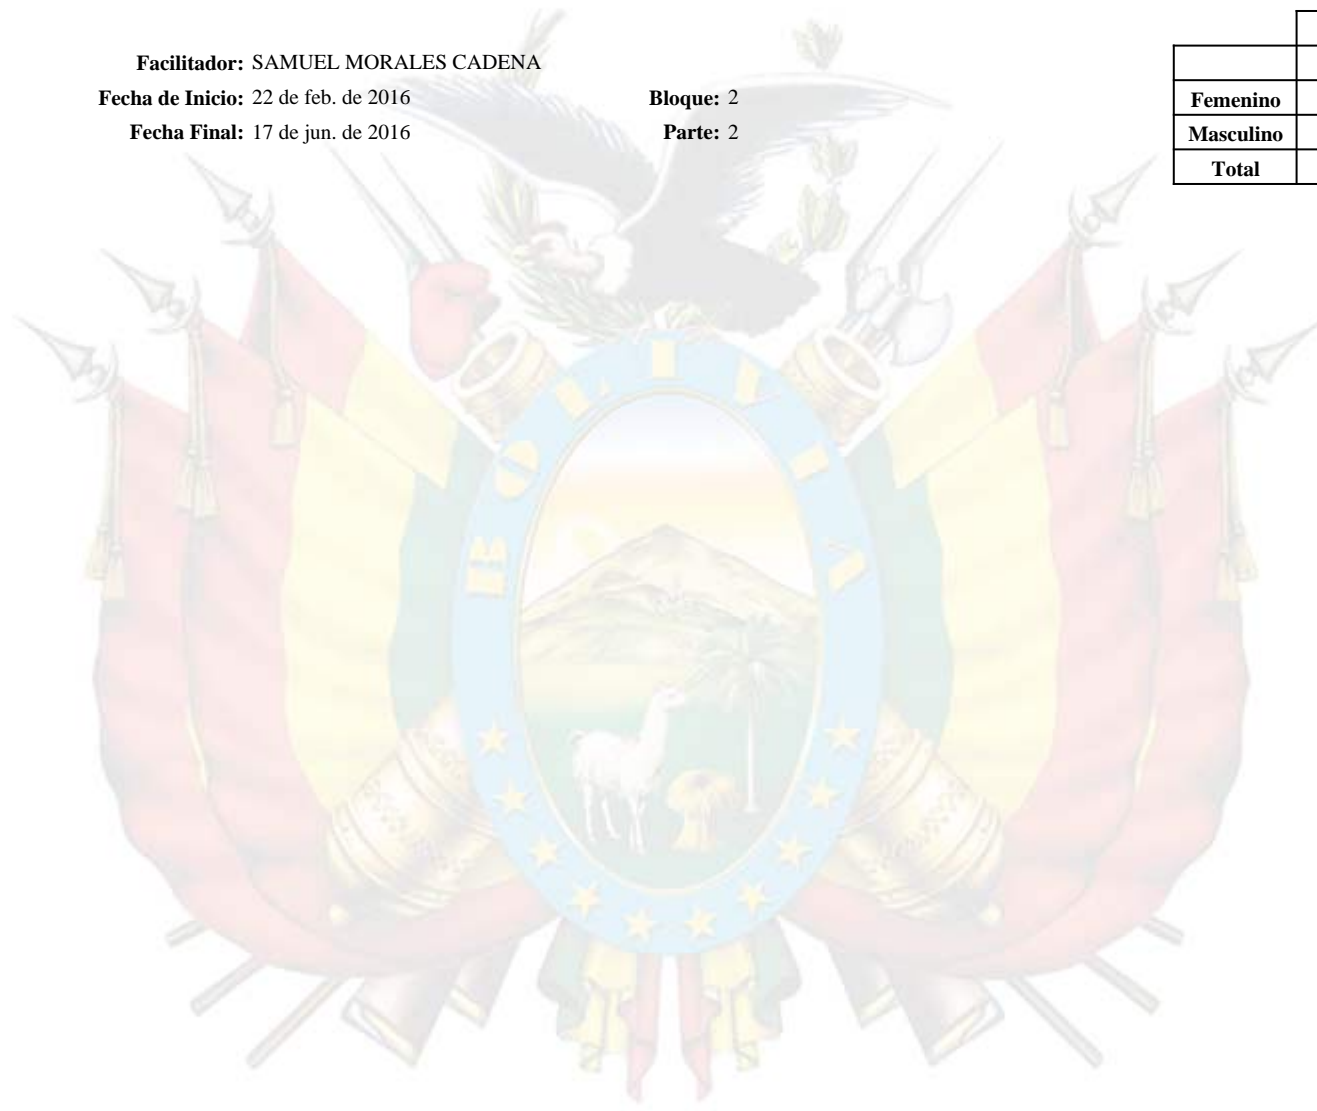 Facilitador: SAMUEL MORALES CADENA
Fecha de Inicio: 22 de feb. de 2016 Bloque: 2
Fecha Final: 17 de jun. de 2016 Parte: 2
Femenino
Masculino
Total
BOLIVIA